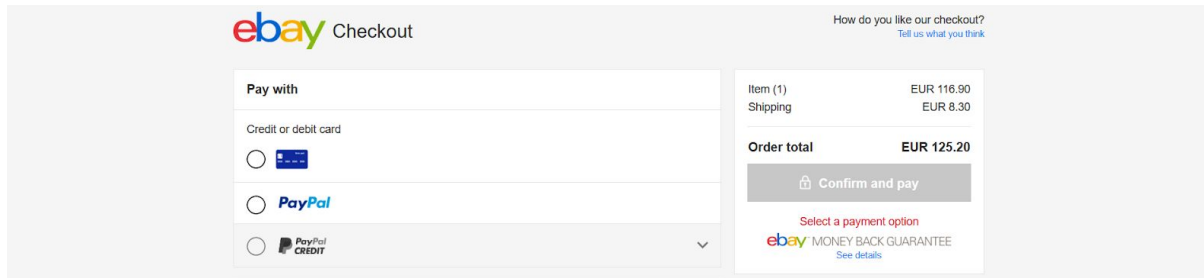 ebay Checkout
How do you like our checkout?
Tell us what you think
Pay with
Credit or debit card
PayPal
PayPal
CREDIT
Item (1) EUR 116.90
Shipping EUR 8.30
Order total EUR 125.20
Confirm and pay
Select a payment option
ebay MONEY BACK GUARANTEE
See details